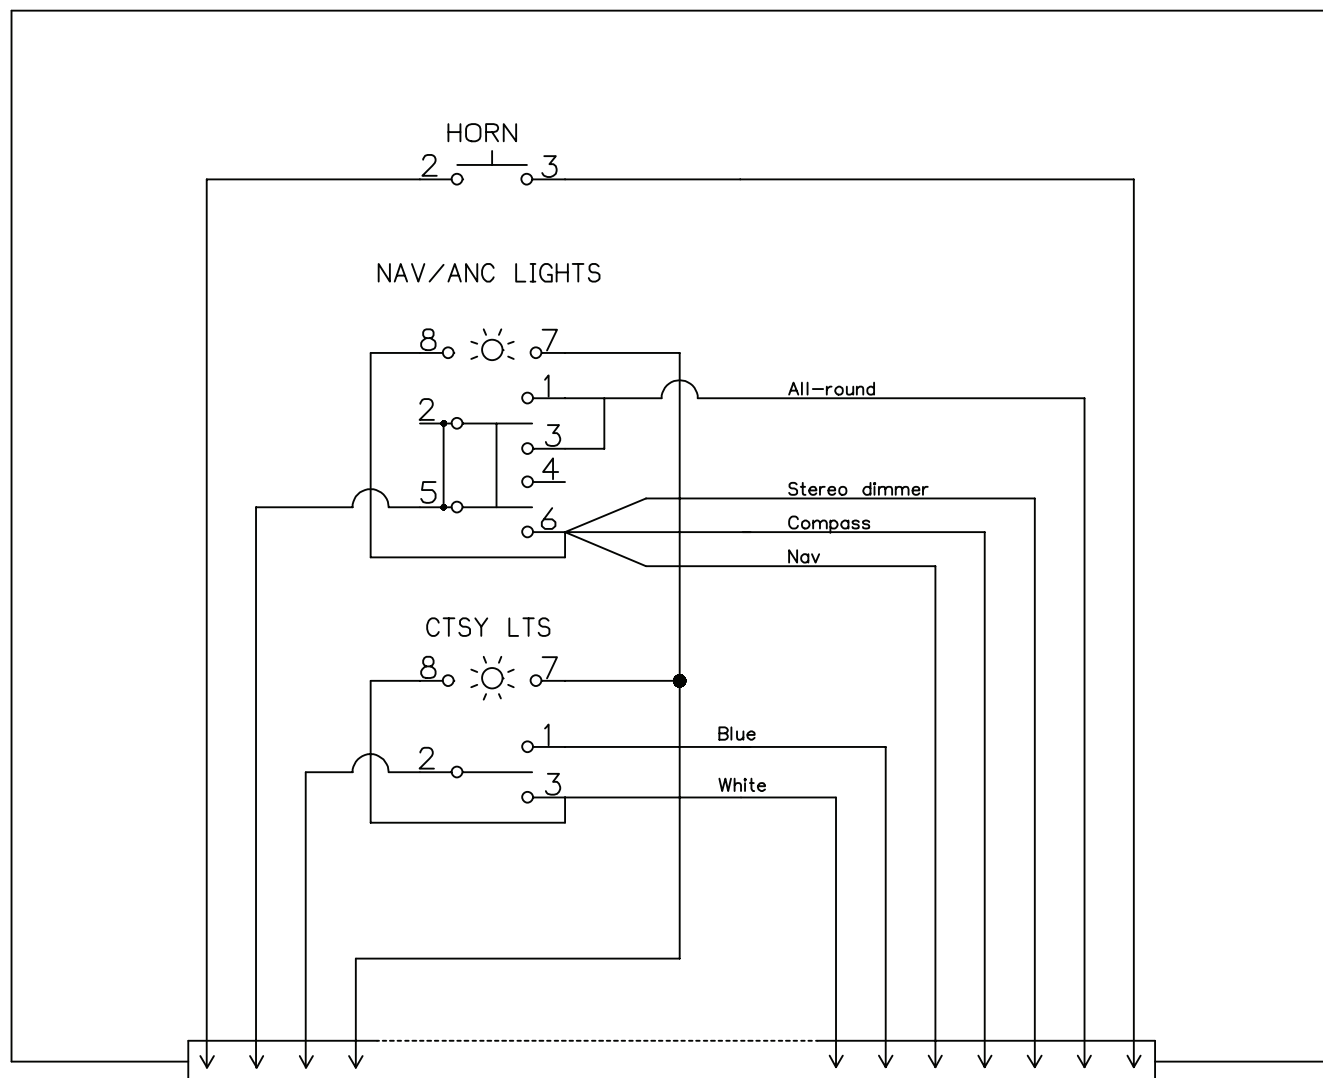 HORN
2 3
NAV/ANC LIGHTS
8 7
1
All-round
2
3
4
5
Stereo dimmer
6
Compass
Nav
CTSY LTS
8 7
1
Blue
2
3
White